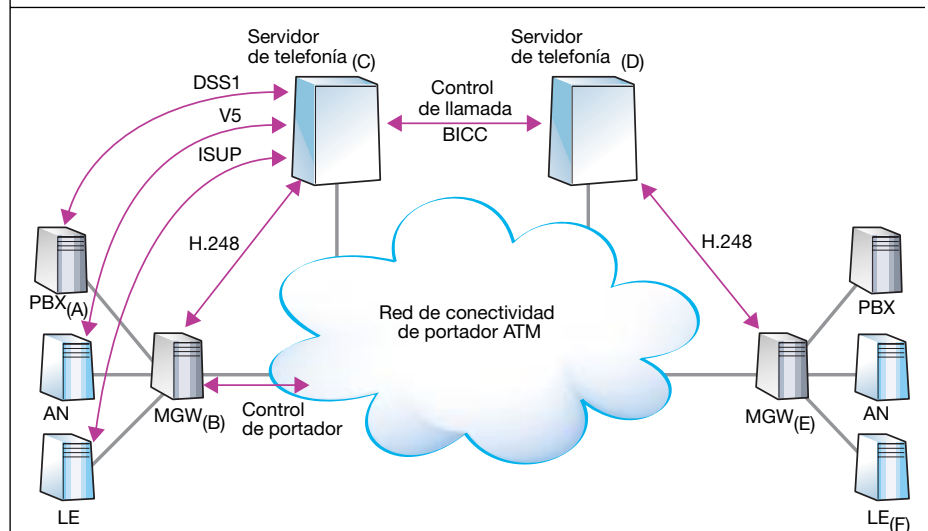 Servidor
de telefonía (C)
Servidor
de telefonía (D)
DSS1
V5
ISUP
Control
de llamada
BICC
H.248
H.248
PBX (A)
PBX
Red de conectividad
de portador ATM
AN
MGW (B)
Control
de portador
MGW (E)
AN
LE
LE (F)